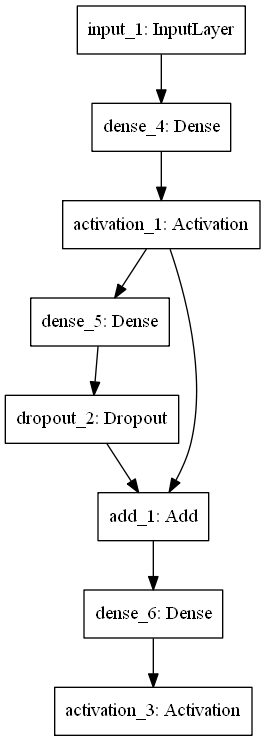 input_1: InputLayer
dense_4: Dense
activation_1: Activation
dense_5: Dense
dropout_2: Dropout
add_1: Add
dense_6: Dense
activation_3: Activation